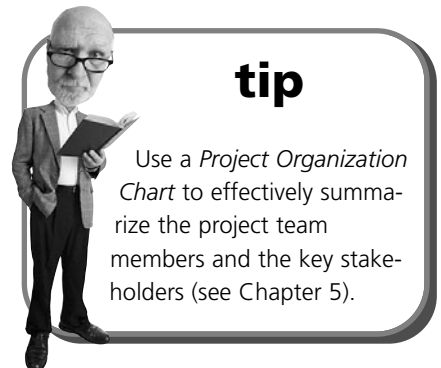 tip
Use a Project Organization
Chart to effectively summa-
rize the project team
members and the key stake-
holders (see Chapter 5).